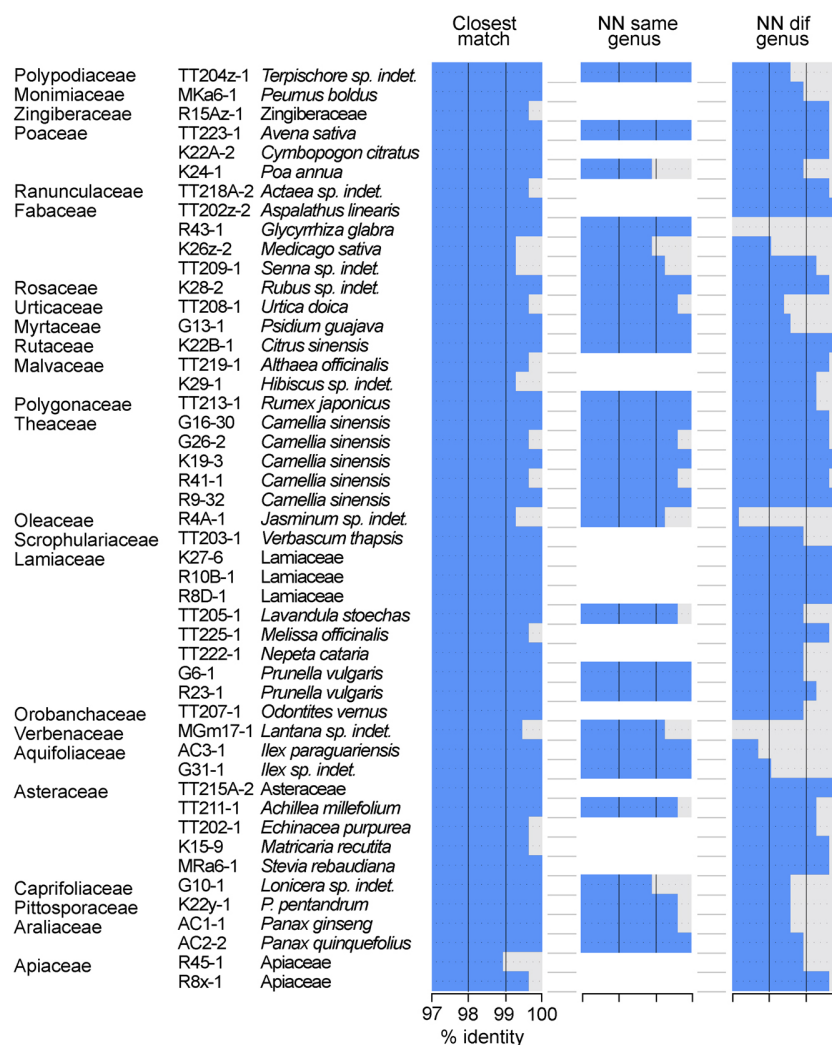 Closest match NN same genus NN dif genus
Polypodiaceae TT204z-1 Terpischore sp. indet.
Monimiaceae MKa6-1 Peumus boldus
Zingiberaceae R15Az-1 Zingiberaceae
Poaceae TT223-1 Avena sativa
K22A-2 Cymbopogon citratus
K24-1 Poa annua
Ranunculaceae TT218A-2 Actaea sp. indet.
Fabaceae TT202z-2 Aspalathus linearis
R43-1 Glycyrrhiza glabra
K26z-2 Medicago sativa
TT209-1 Senna sp. indet.
Rosaceae K28-2 Rubus sp. indet.
Urticaceae TT208-1 Urtica doica
Myrtaceae G13-1 Psidium guajava
Rutaceae K22B-1 Citrus sinensis
Malvaceae TT219-1 Althaea officinalis
K29-1 Hibiscus sp. indet.
Polygonaceae TT213-1 Rumex japonicus
Theaceae G16-30 Camellia sinensis
G26-2 Camellia sinensis
K19-3 Camellia sinensis
R41-1 Camellia sinensis
R9-32 Camellia sinensis
Oleaceae R4A-1 Jasminum sp. indet.
Scrophulariaceae TT203-1 Verbascum thapsis
Lamiaceae K27-6 Lamiaceae
R10B-1 Lamiaceae
R8D-1 Lamiaceae
TT205-1 Lavandula stoechas
TT225-1 Melissa officinalis
TT222-1 Nepeta cataria
G6-1 Prunella vulgaris
R23-1 Prunella vulgaris
Orobanchaceae TT207-1 Odontites vernus
Verbenaceae MGm17-1 Lantana sp. indet.
Aquifoliaceae AC3-1 Ilex paraguariensis
G31-1 Ilex sp. indet.
Asteraceae TT215A-2 Asteraceae
TT211-1 Achillea millefolium
TT202-1 Echinacea purpurea
K15-9 Matricaria recutita
MRa6-1 Stevia rebaudiana
Caprifoliaceae G10-1 Lonicera sp. indet.
Pittosporaceae K22y-1 P. pentandrum
Araliaceae AC1-1 Panax ginseng
AC2-2 Panax quinquefolius
Apiaceae R45-1 Apiaceae
R8x-1 Apiaceae
97 98 99 100
% identity